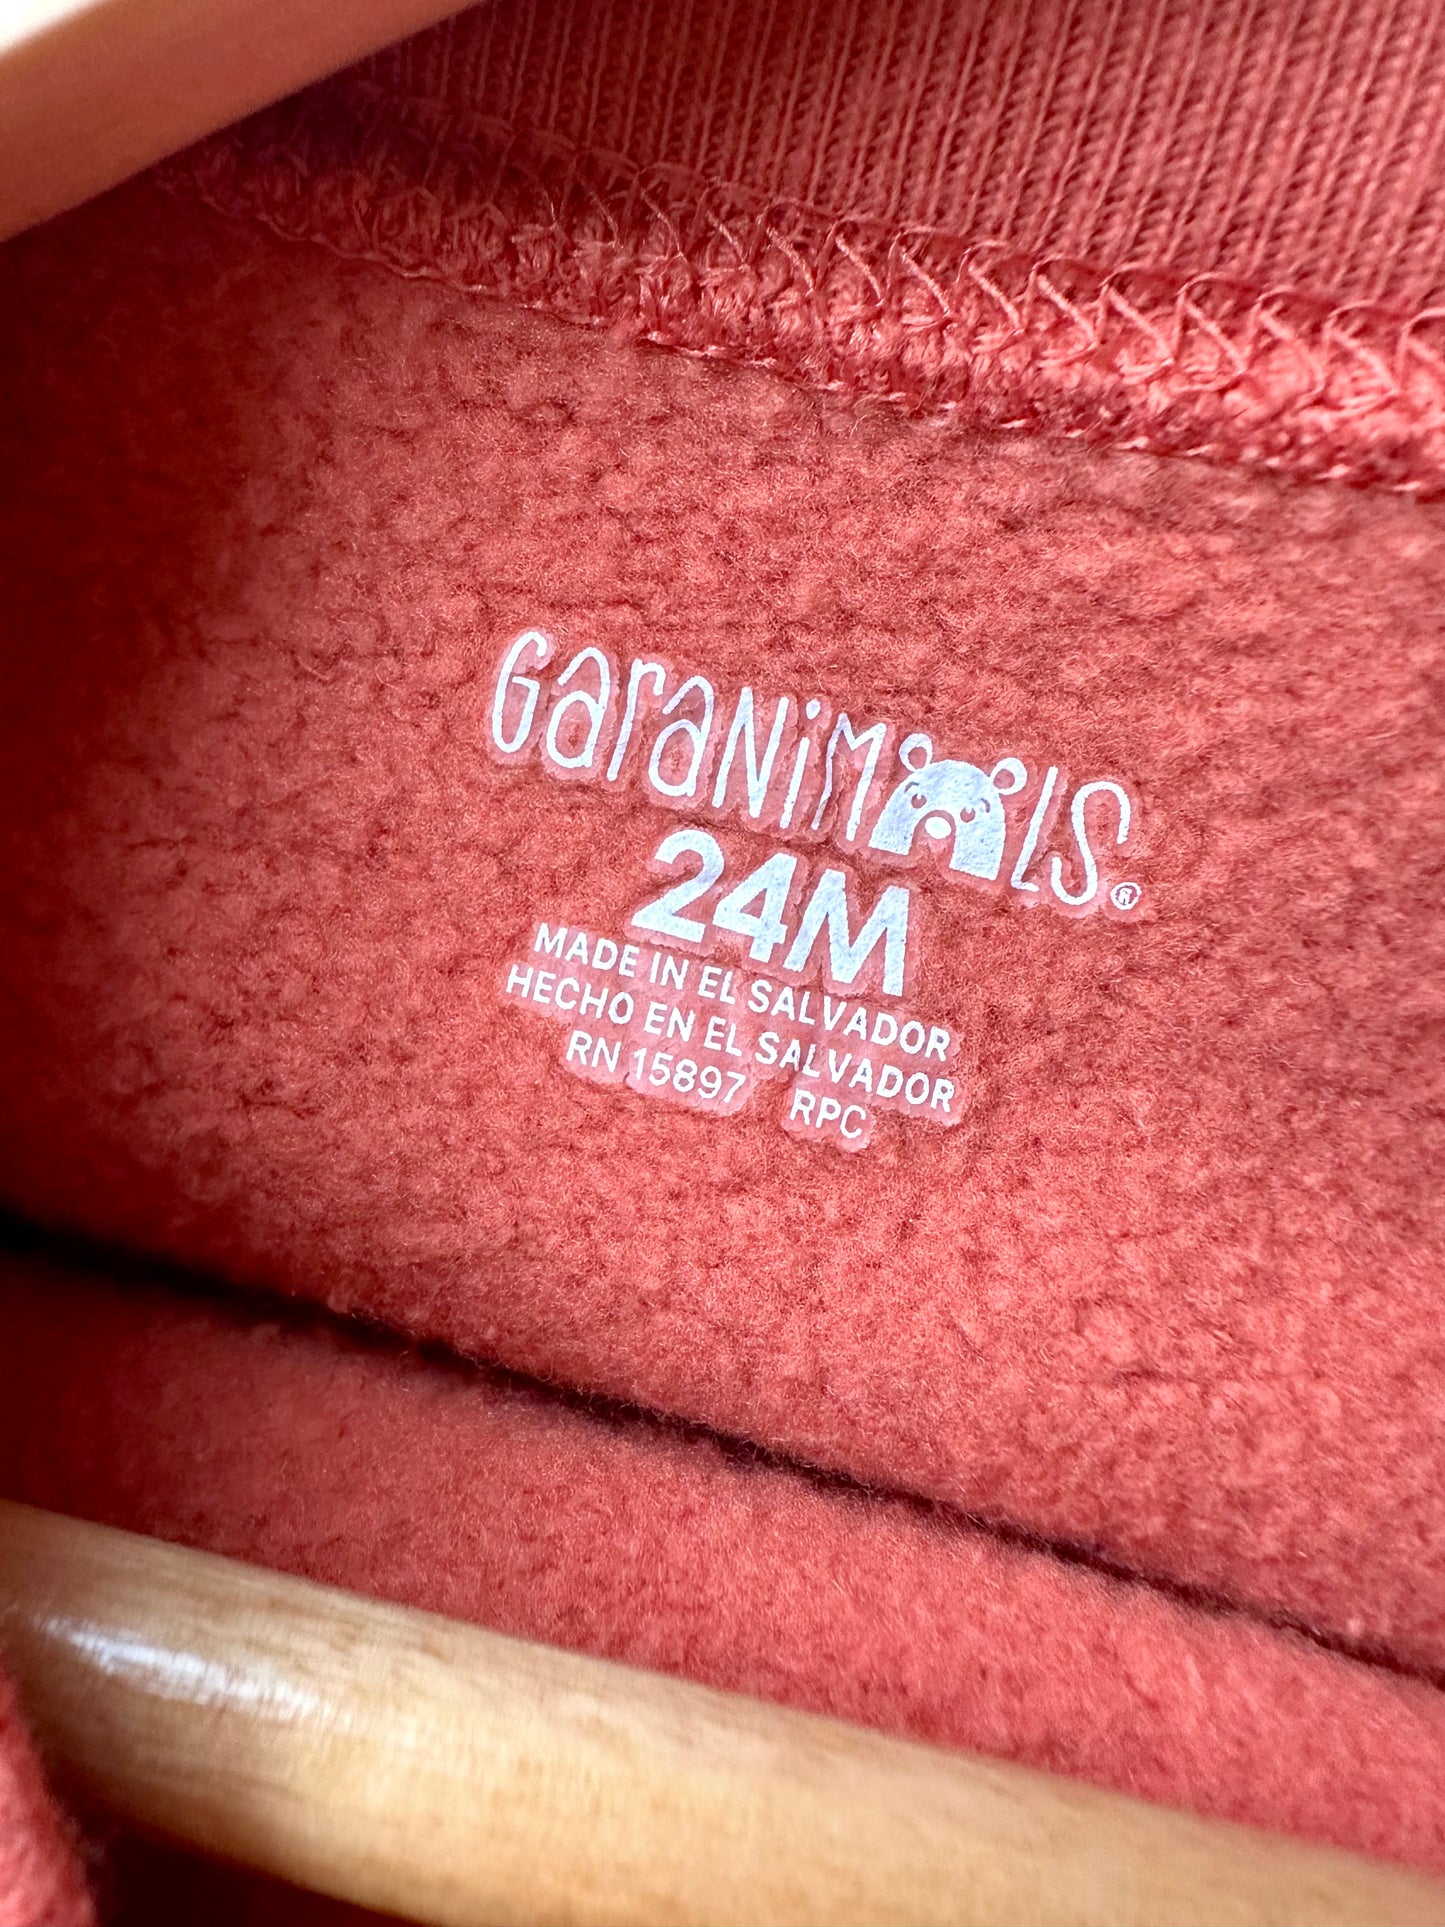 Garanimals®
24M
MADE IN EL SALVADOR
HECHO EN EL SALVADOR
RN 15897 RPC